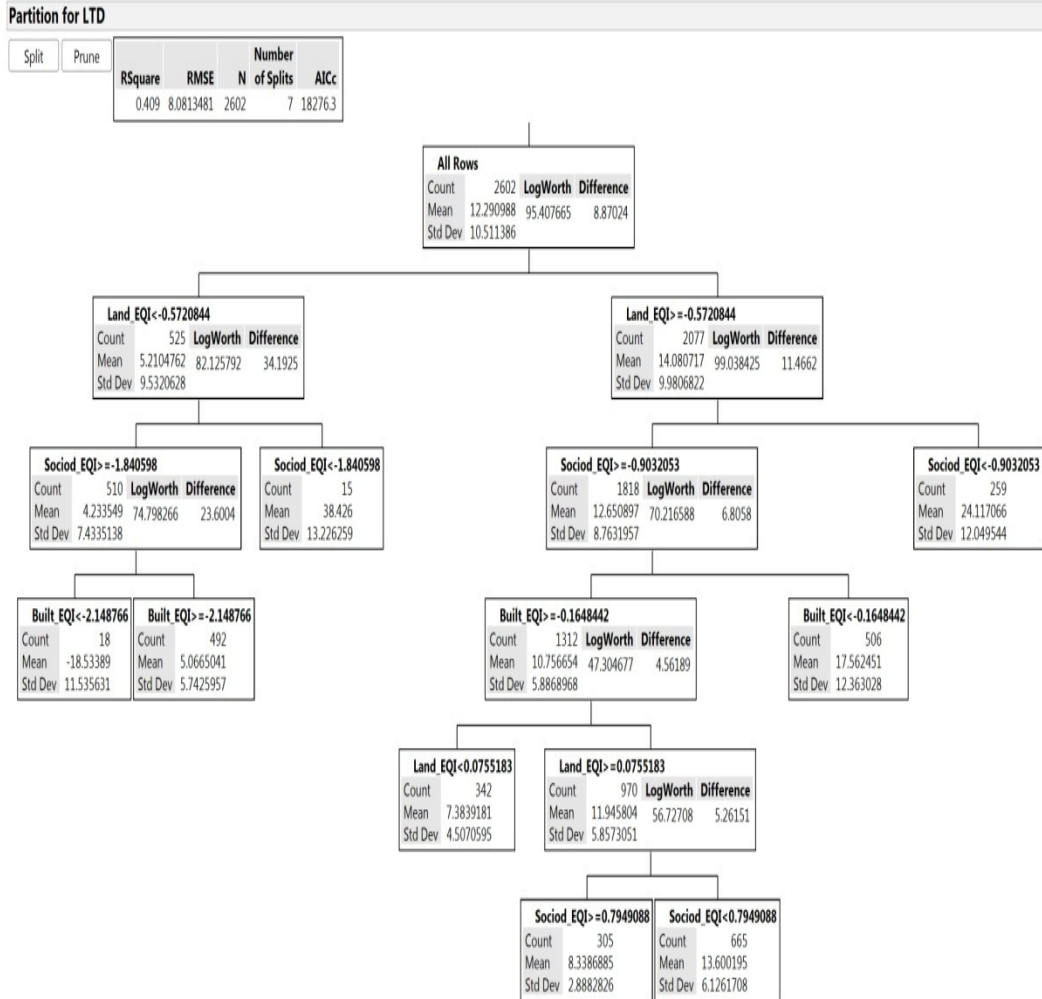 Partition for LTD
Split Prune
Number
RSquare RMSE N of Splits AICc
0.409 8.0813481 2602 7 18276.3
All Rows
Count 2602 LogWorth Difference
Mean 12.290988 95.407665 8.87024
Std Dev 10.511386
Land_EQI<-0.5720844
Count 525 LogWorth Difference
Mean 5.2104762 82.125792 34.1925
Std Dev 9.5320628
Land_EQI>=-0.5720844
Count 2077 LogWorth Difference
Mean 14.080717 99.038425 11.4662
Std Dev 9.9806822
Sociod_EQI>=-1.840598
Count 510 LogWorth Difference
Mean 4.233549 74.798266 23.6004
Std Dev 7.4335138
Sociod_EQI<-1.840598
Count 15
Mean 38.426
Std Dev 13.226259
Sociod_EQI>=-0.9032053
Count 1818 LogWorth Difference
Mean 12.650897 70.216588 6.8058
Std Dev 8.7631957
Sociod_EQI<-0.9032053
Count 259
Mean 24.117066
Std Dev 12.049544
Built_EQI<-2.148766
Count 18
Mean -18.53389
Std Dev 11.535631
Built_EQI>=-2.148766
Count 492
Mean 5.0665041
Std Dev 5.7425957
Built_EQI>=-0.1648442
Count 1312 LogWorth Difference
Mean 10.756654 47.304677 4.56189
Std Dev 5.8868968
Built_EQI<-0.1648442
Count 506
Mean 17.562451
Std Dev 12.363028
Land_EQI<0.0755183
Count 342
Mean 7.3839181
Std Dev 4.5070595
Land_EQI>=0.0755183
Count 970 LogWorth Difference
Mean 11.945804 56.72708 5.26151
Std Dev 5.8573051
Sociod_EQI>=0.7949088
Count 305
Mean 8.3386885
Std Dev 2.8882826
Sociod_EQI<0.7949088
Count 665
Mean 13.600195
Std Dev 6.1261708